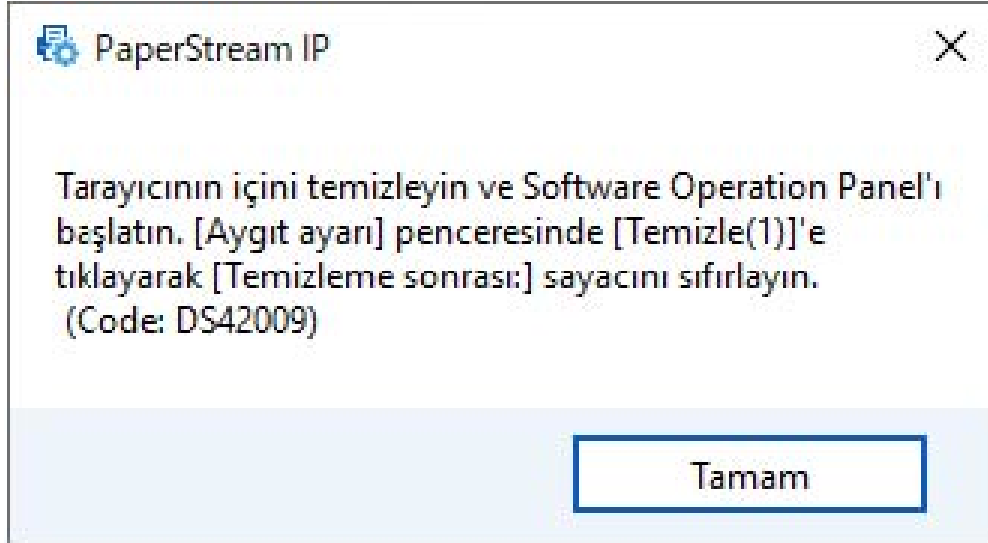 PaperStream IP
Tarayıcının içini temizleyin ve Software Operation Panel'ı
başlatın. [Aygıt ayarı] penceresinde [Temizle(1)]'e
tıklayarak [Temizleme sonrası:] sayacını sıfırlayın.
(Code: DS42009)
Tamam